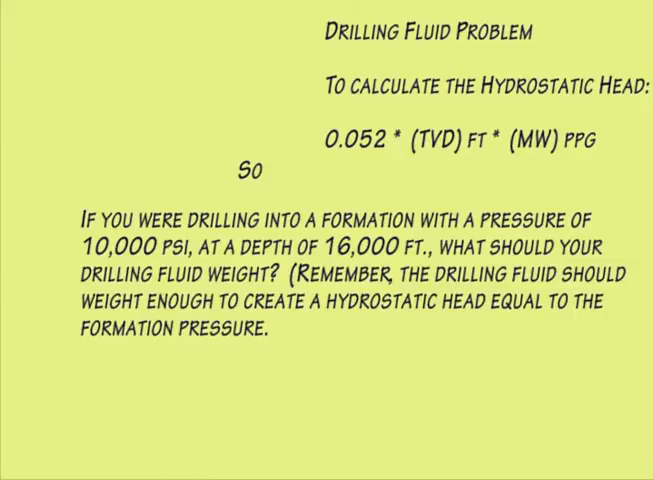 Drilling Fluid Problem
To calculate the Hydrostatic Head:
0.052 * (TVD) ft * (MW) ppg
So
If you were drilling into a formation with a pressure of
10,000 psi, at a depth of 16,000 ft., what should your
drilling fluid weight? (Remember, the drilling fluid should
weight enough to create a hydrostatic head equal to the
formation pressure.